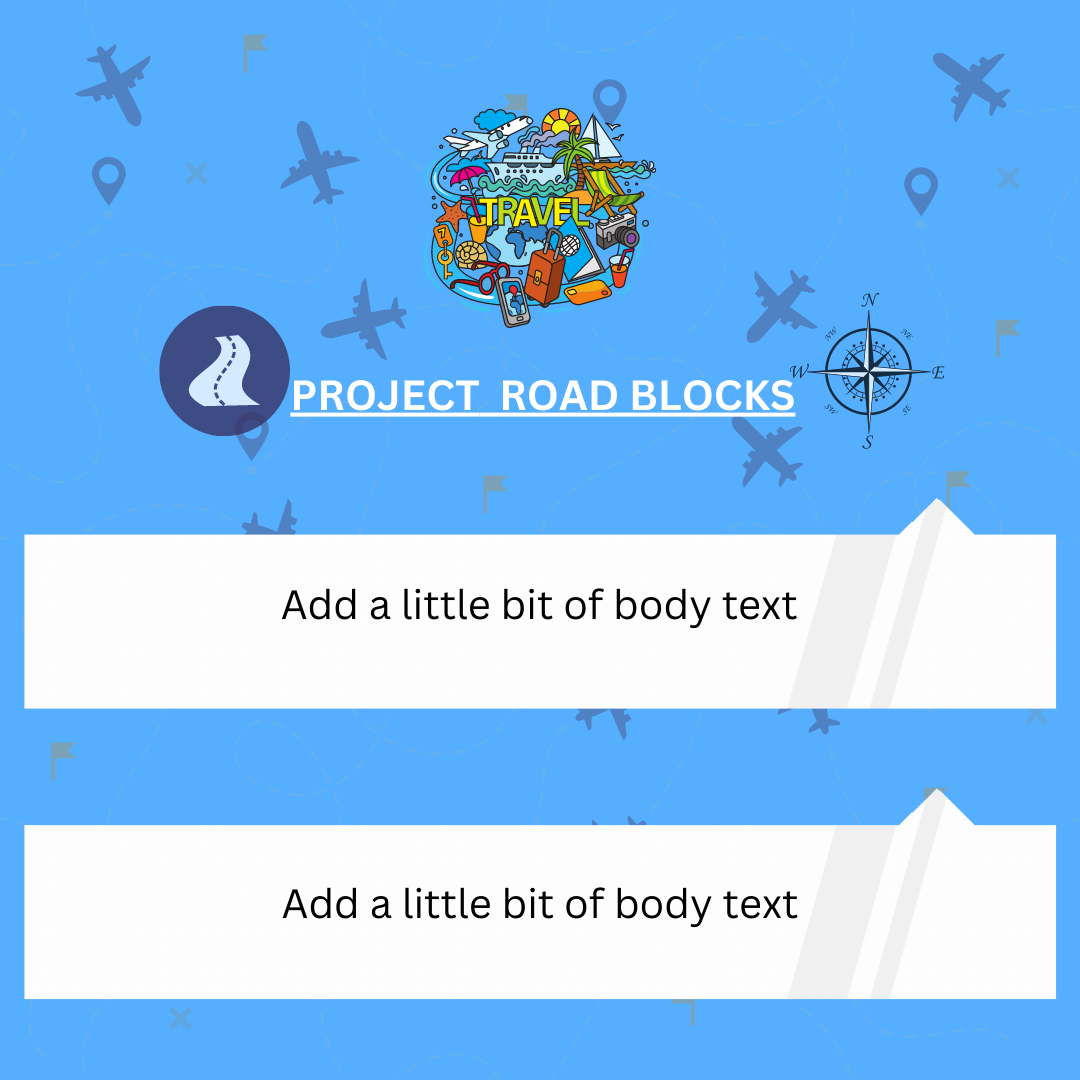 TRAVEL
7
N
NW NE
W E
SW SE
S
PROJECT ROAD BLOCKS
Add a little bit of body text
Add a little bit of body text